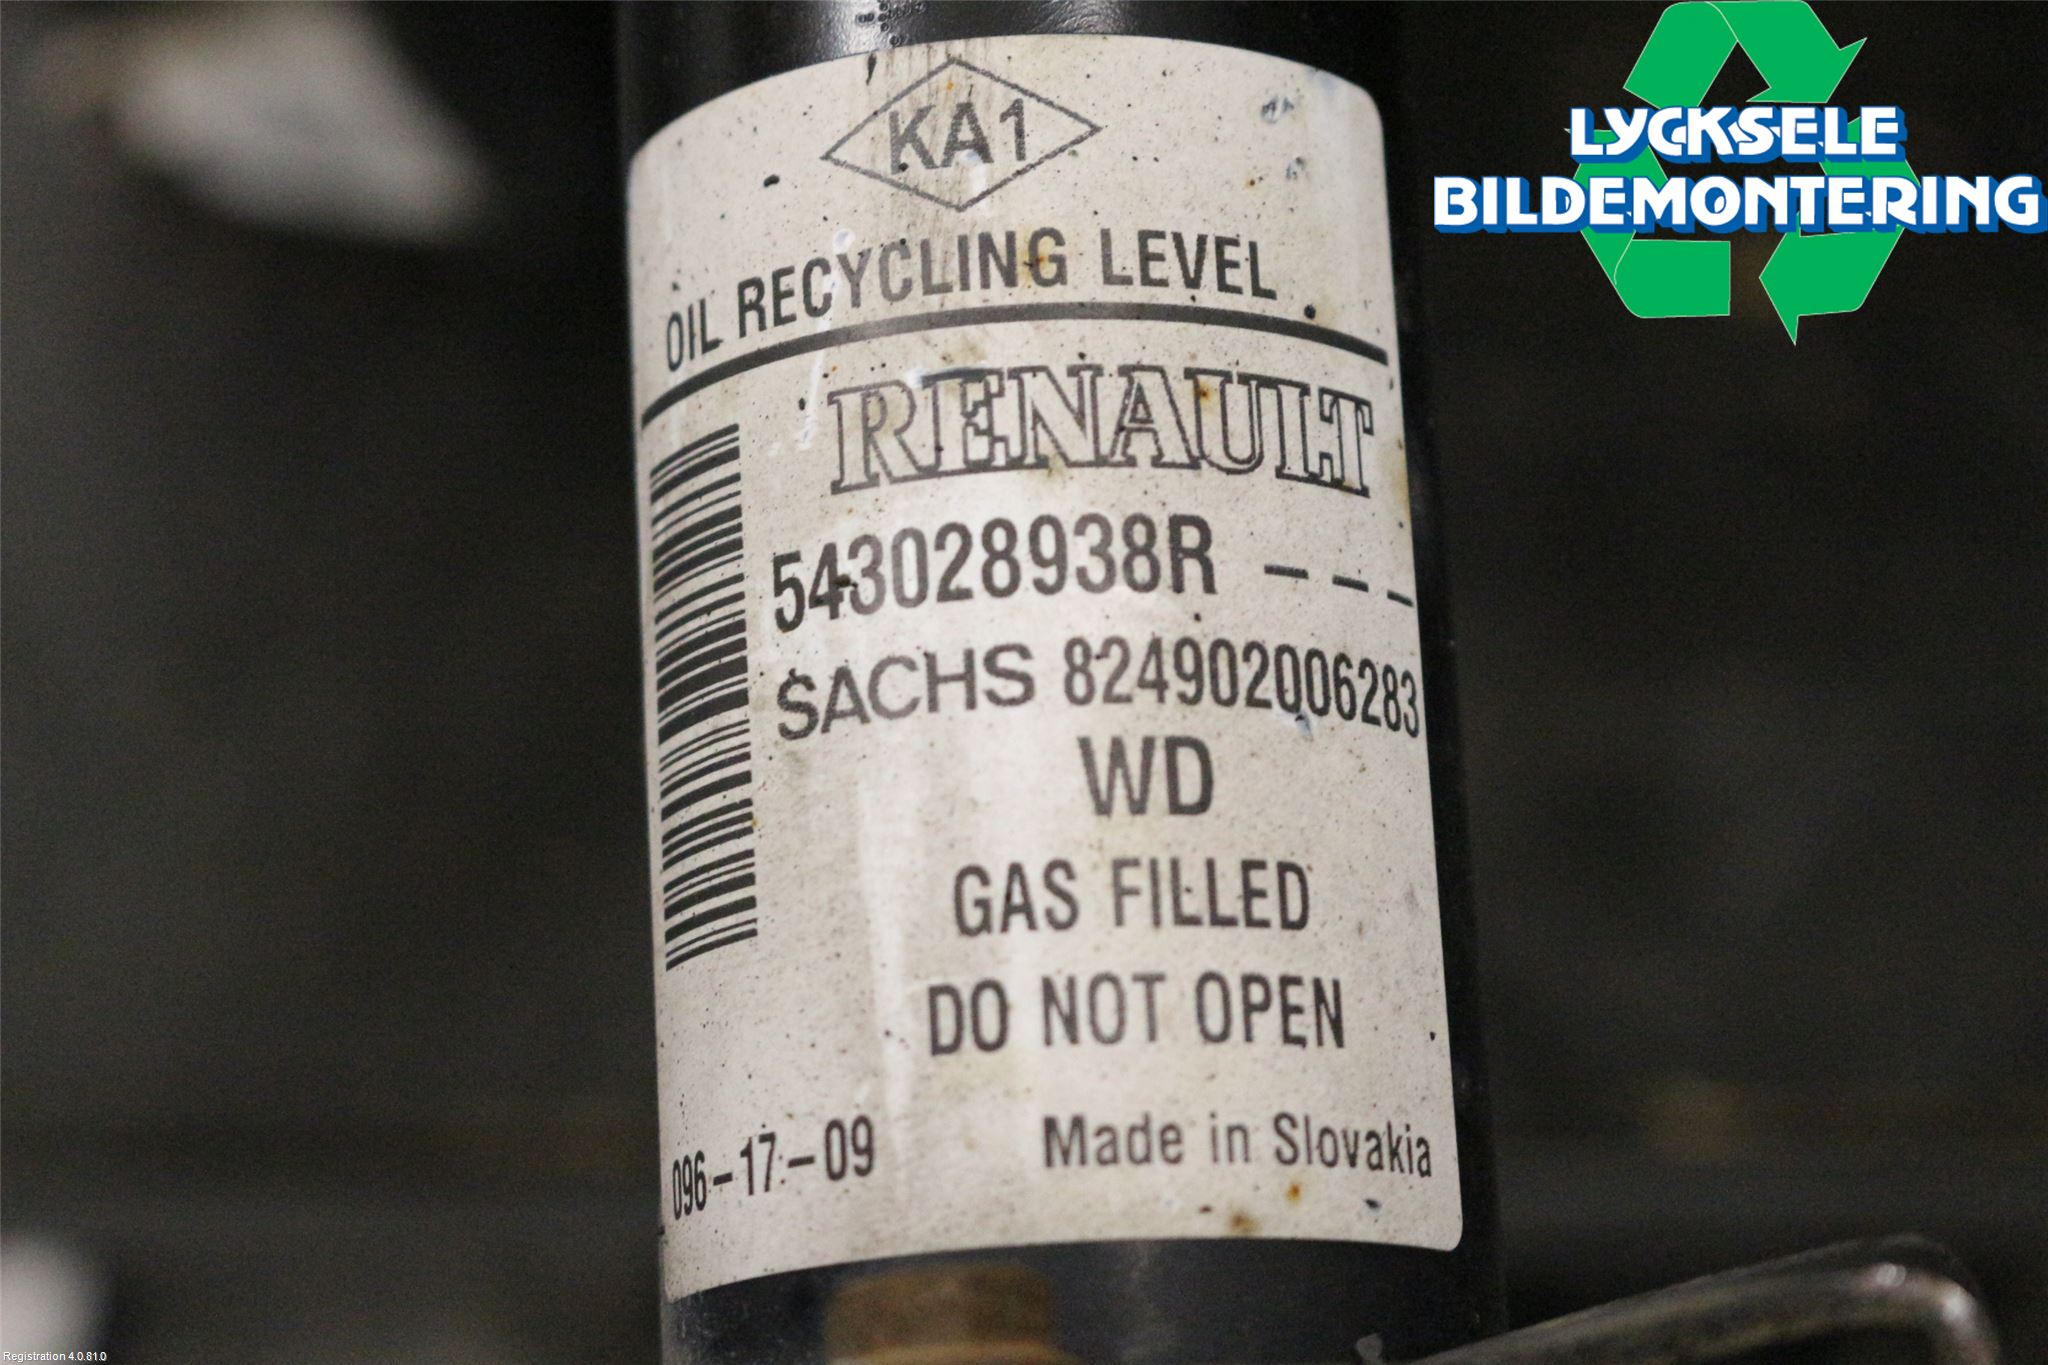 LYCKSELE
BILDEMONTERING
KA1
OIL RECYCLING LEVEL
RENAULT
543028938R ---
SACHS 824902006283
WD
GAS FILLED
DO NOT OPEN
096-17-09 Made in Slovakia
Registration 4.0.81.0